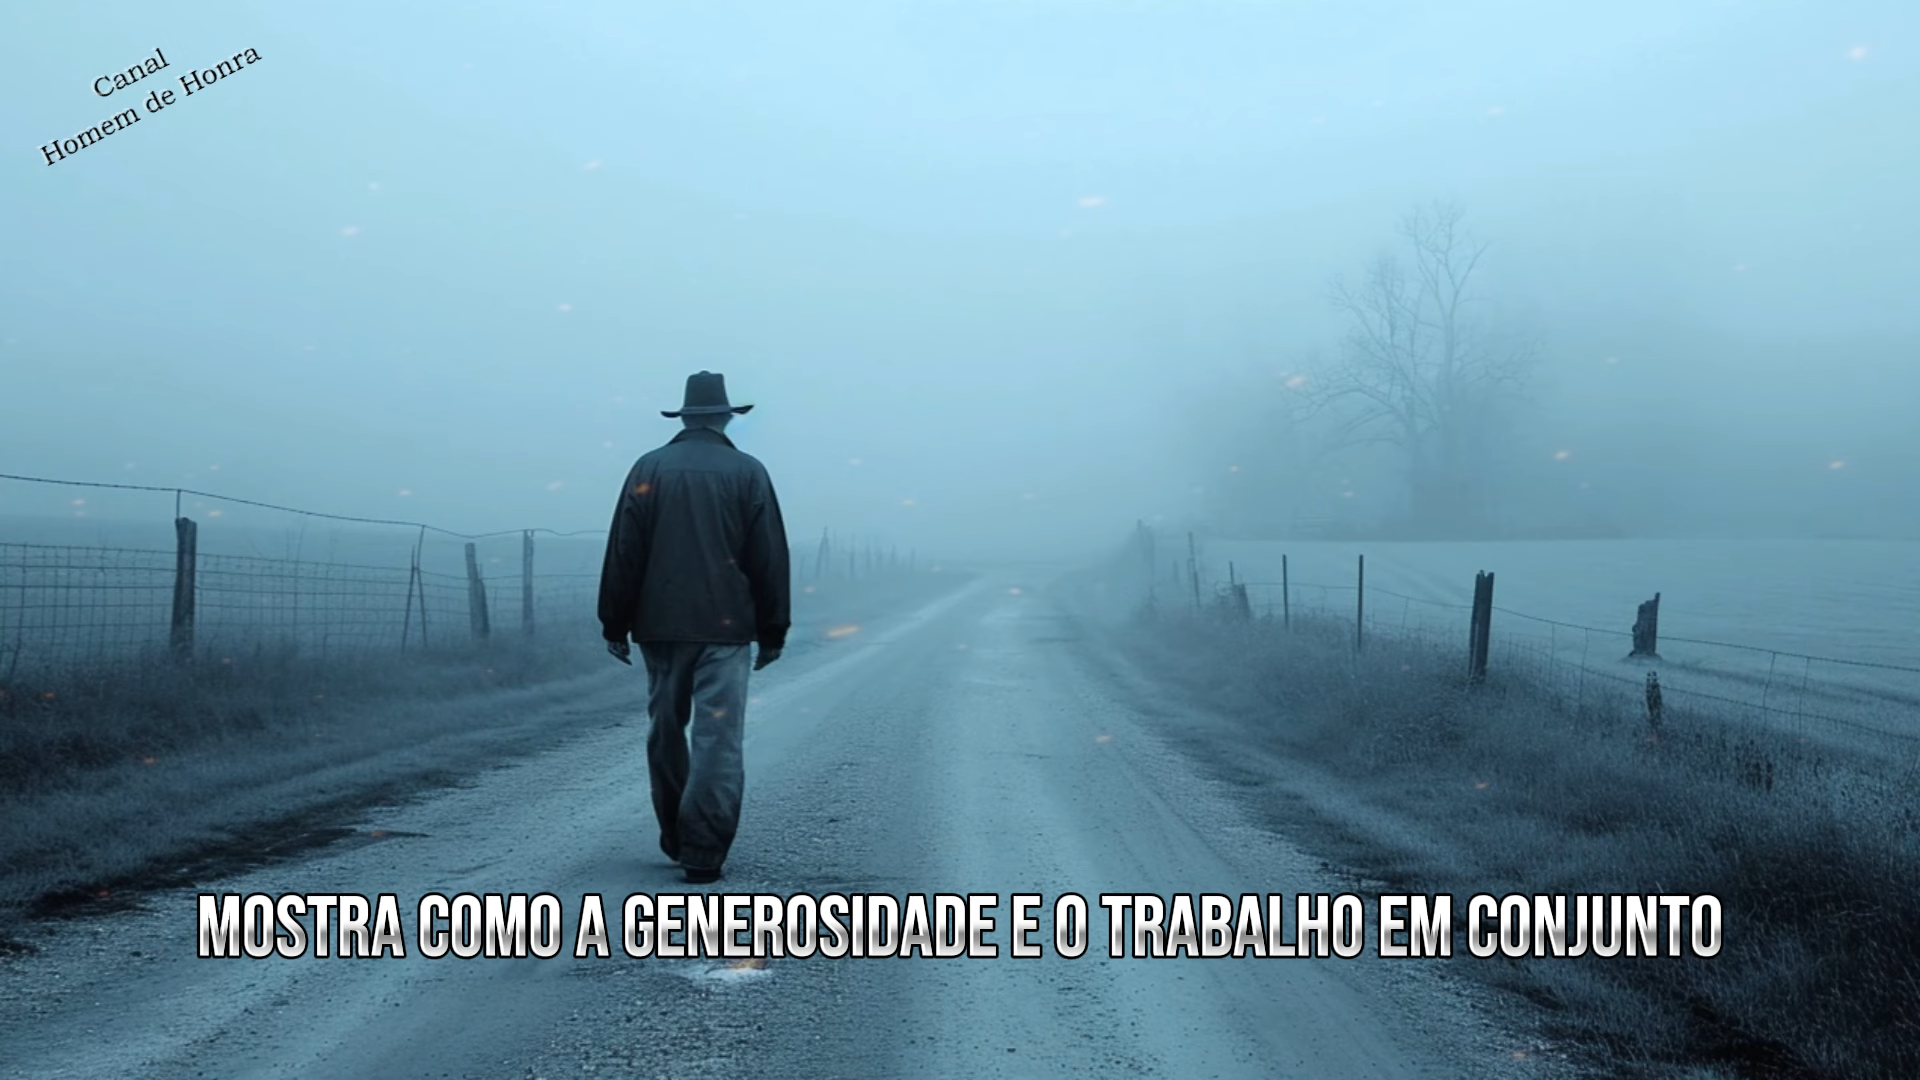 Canal
Homem de Honra
MOSTRA COMO A GENEROSIDADE E O TRABALHO EM CONJUNTO